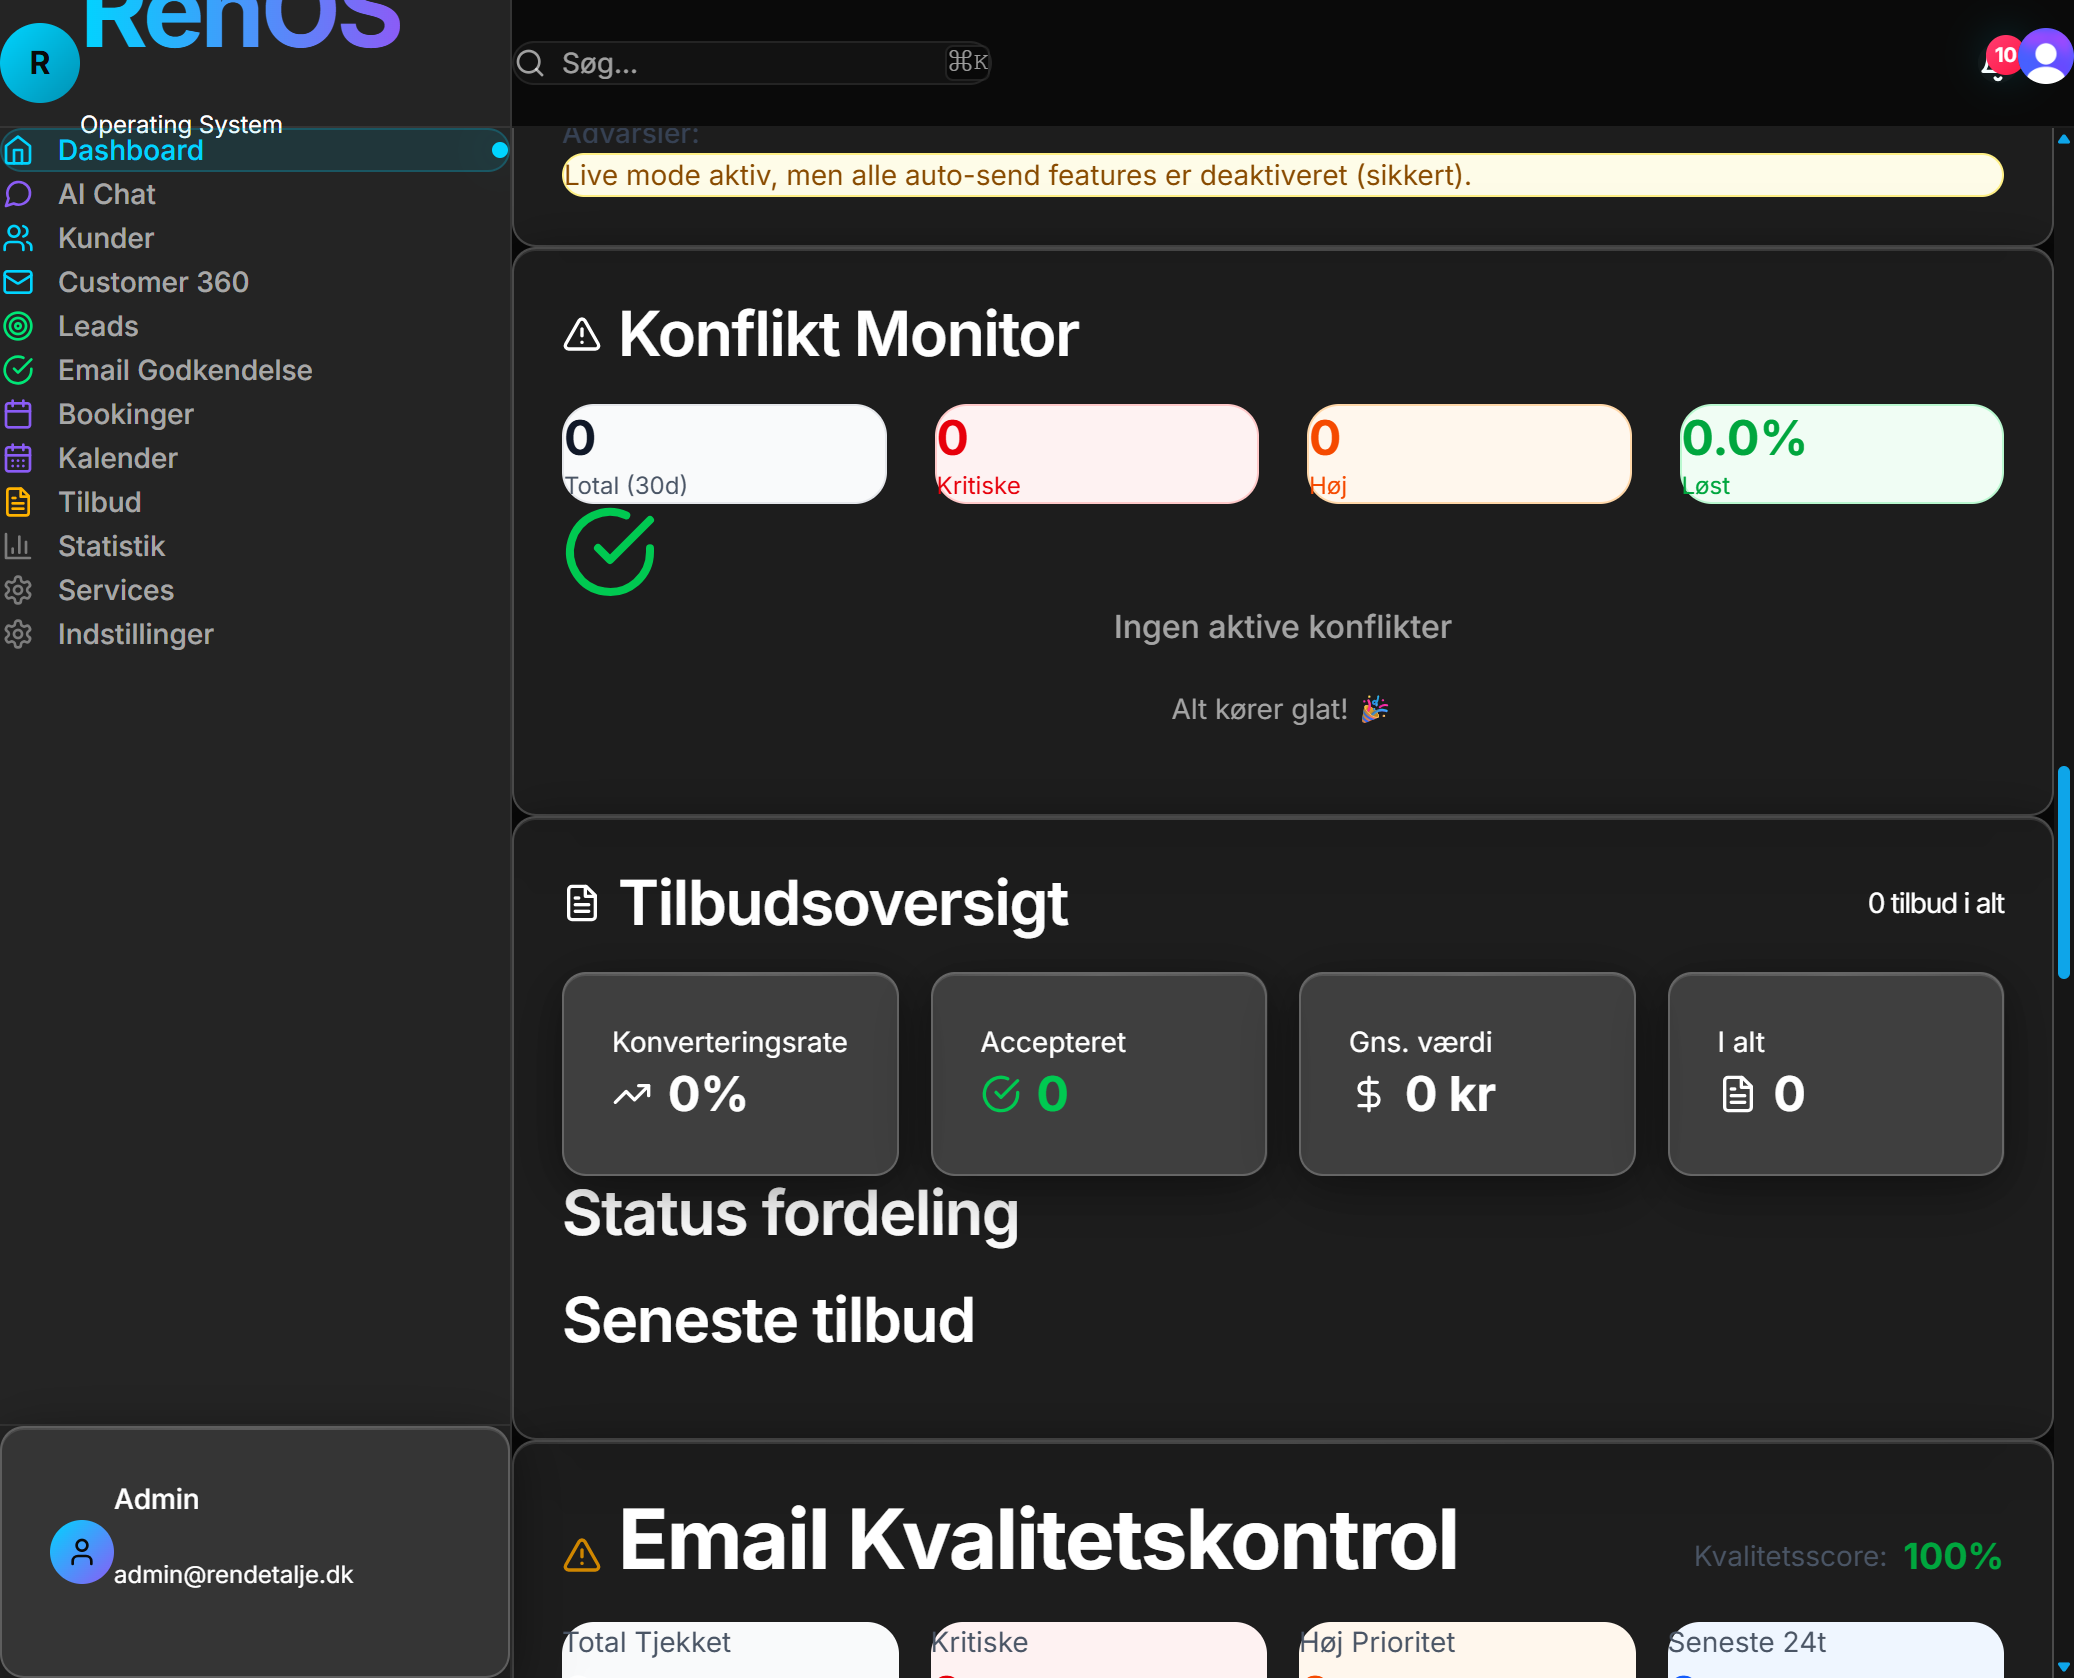 RenOS
R
Operating System
Dashboard
AI Chat
Kunder
Customer 360
Leads
Email Godkendelse
Bookinger
Kalender
Tilbud
Statistik
Services
Indstillinger
Admin
admin@rendetalje.dk
Søg...
⌘K
10
Advarsler:
Live mode aktiv, men alle auto-send features er deaktiveret (sikkert).
Konflikt Monitor
0
Total (30d)
0
Kritiske
0
Høj
0.0%
Løst
Ingen aktive konflikter
Alt kører glat! 🎉
Tilbudsoversigt
0 tilbud i alt
Konverteringsrate
0%
Accepteret
0
Gns. værdi
0 kr
I alt
0
Status fordeling
Seneste tilbud
Email Kvalitetskontrol
Kvalitetsscore: 100%
Total Tjekket
Kritiske
Høj Prioritet
Seneste 24t